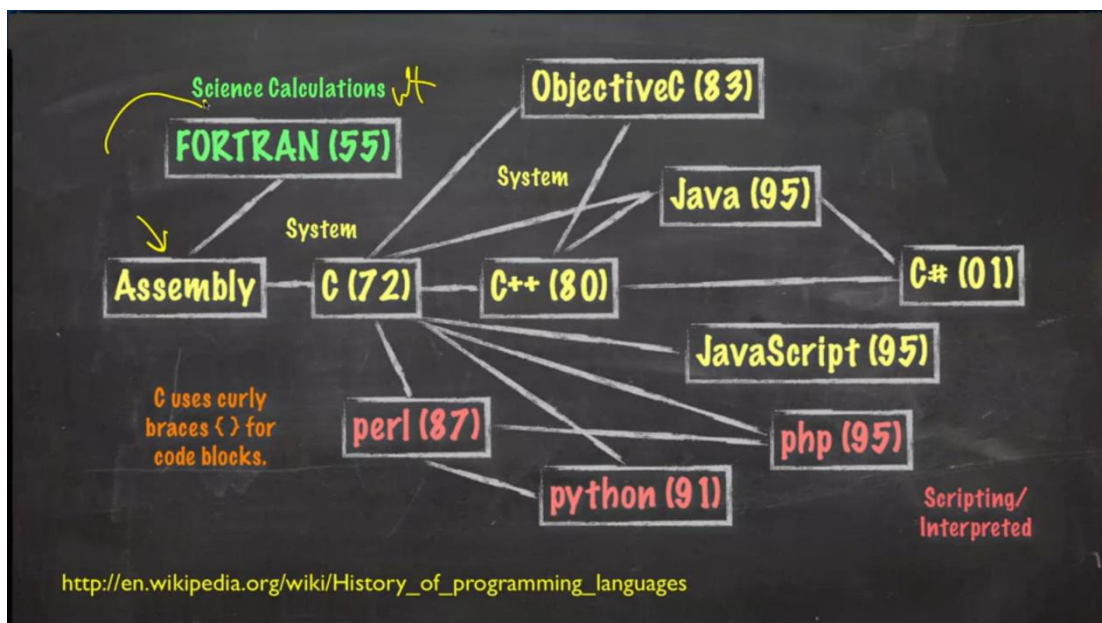 Science Calculations
ObjectiveC (83)
FORTRAN (55)
System
Java (95)
System
Assembly
C (72)
C++ (80)
C# (01)
JavaScript (95)
C uses curly
braces { } for
code blocks.
perl (87)
php (95)
python (91)
Scripting/
Interpreted
http://en.wikipedia.org/wiki/History_of_programming_languages